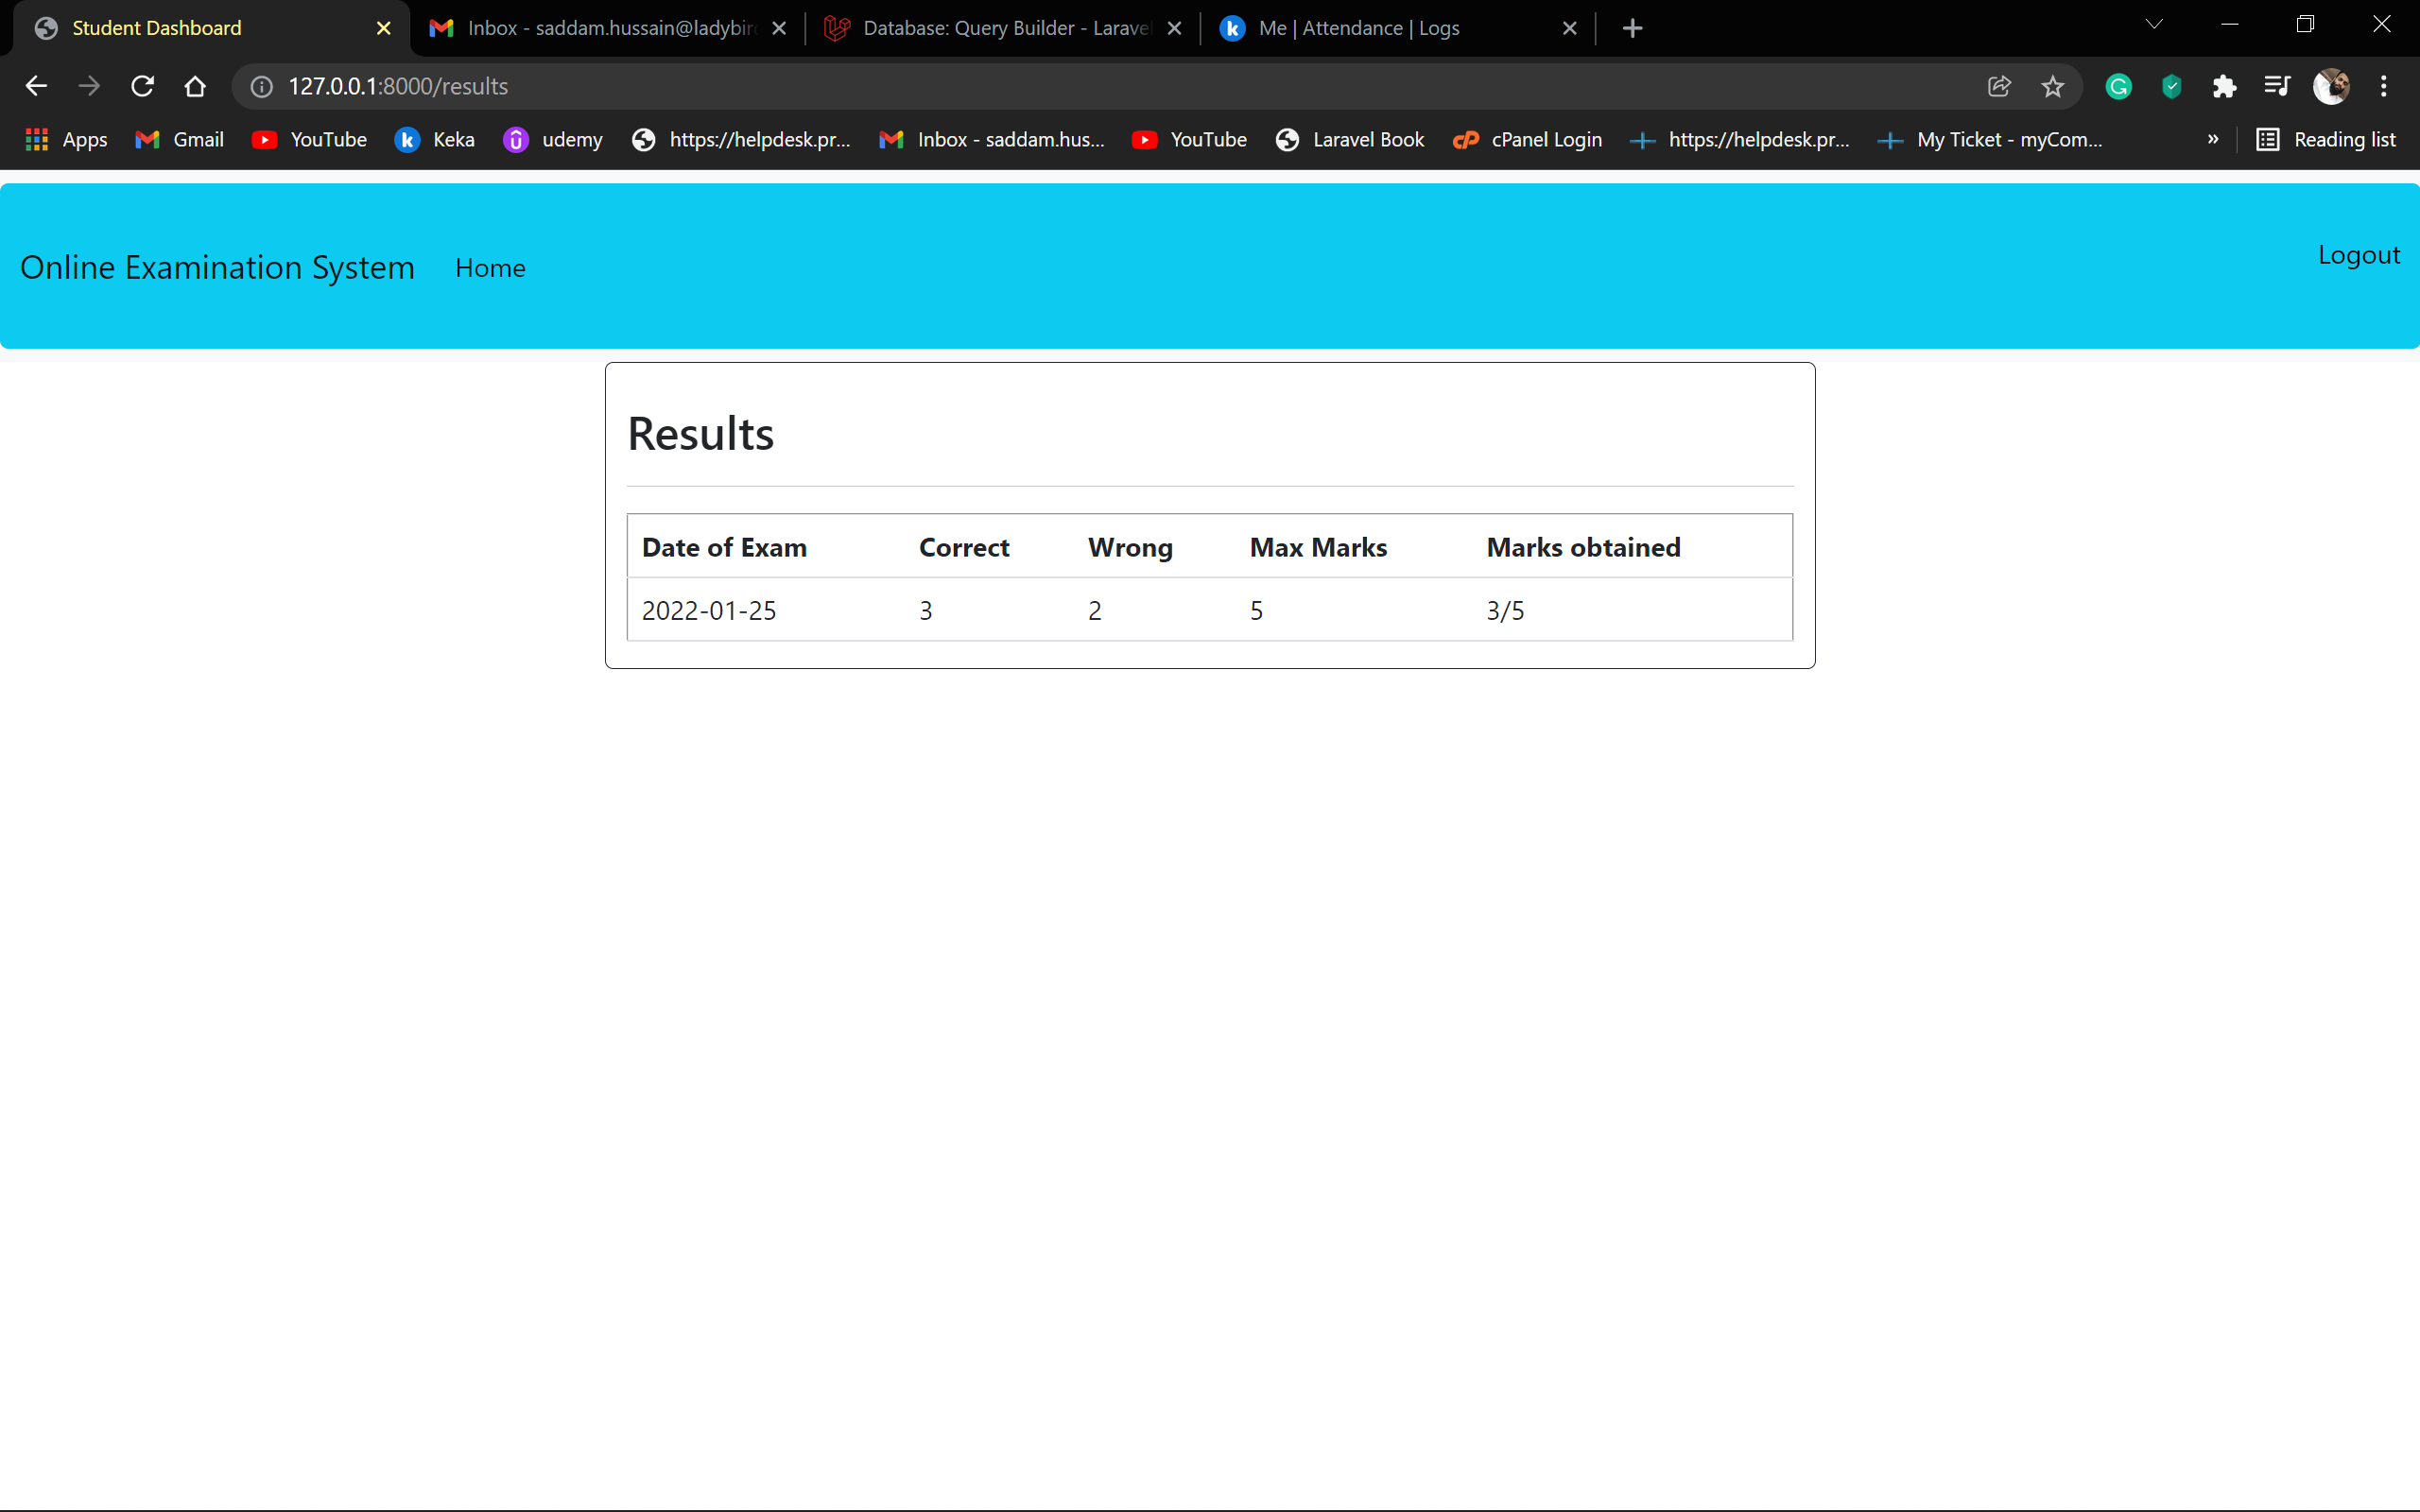 Student Dashboard
Inbox - saddam.hussain@ladybir
Database: Query Builder - Larave
Me | Attendance | Logs
127.0.0.1:8000/results
Apps
Gmail
YouTube
Keka
udemy
https://helpdesk.pr...
Inbox - saddam.hus...
YouTube
Laravel Book
cPanel Login
https://helpdesk.pr...
My Ticket - myCom...
»
Reading list
Online Examination System Home Logout
Results
Date of Exam Correct Wrong Max Marks Marks obtained
2022-01-25 3 2 5 3/5